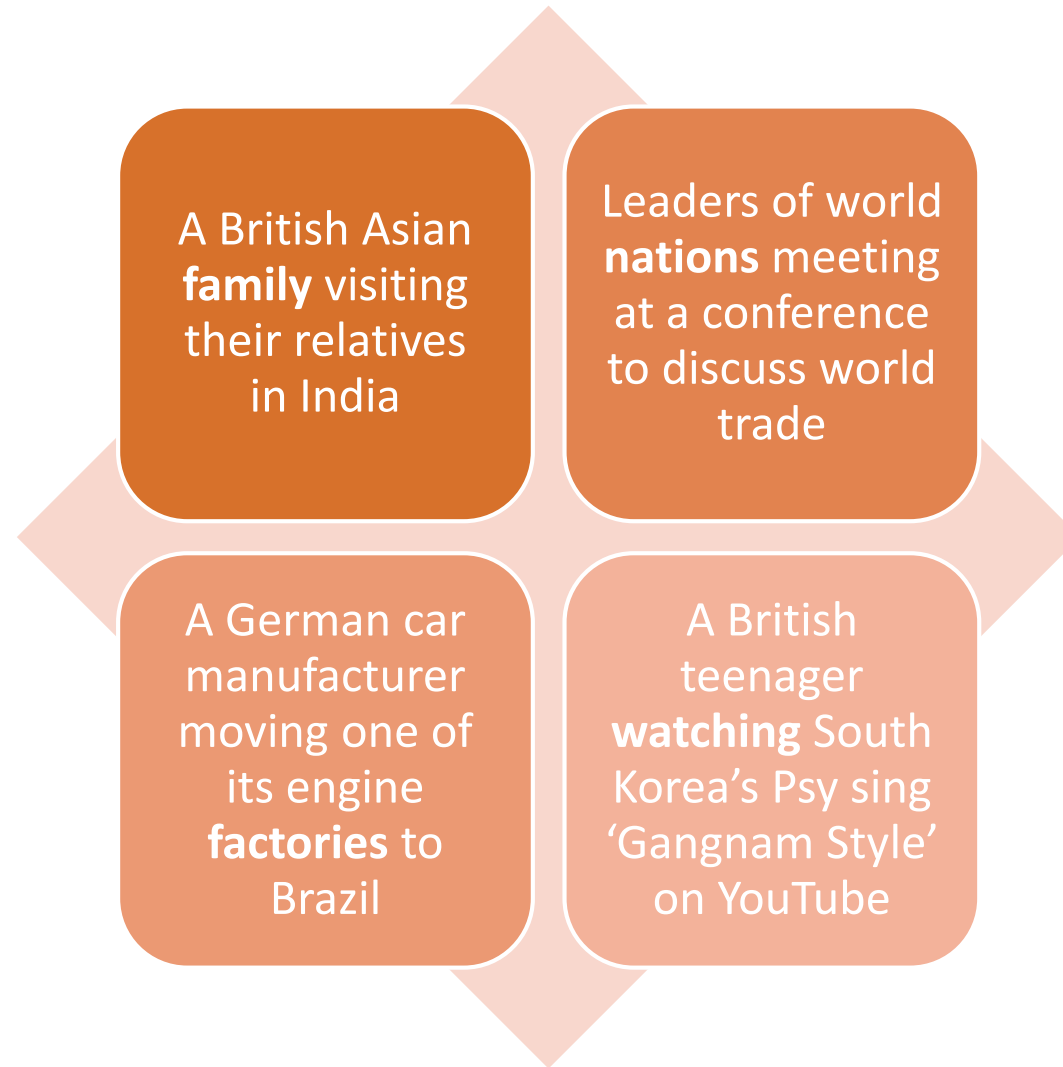 A British Asian
family visiting
their relatives
in India
Leaders of world
nations meeting
at a conference
to discuss world
trade
A German car
manufacturer
moving one of
its engine
factories to
Brazil
A British
teenager
watching South
Korea’s Psy sing
‘Gangnam Style’
on YouTube